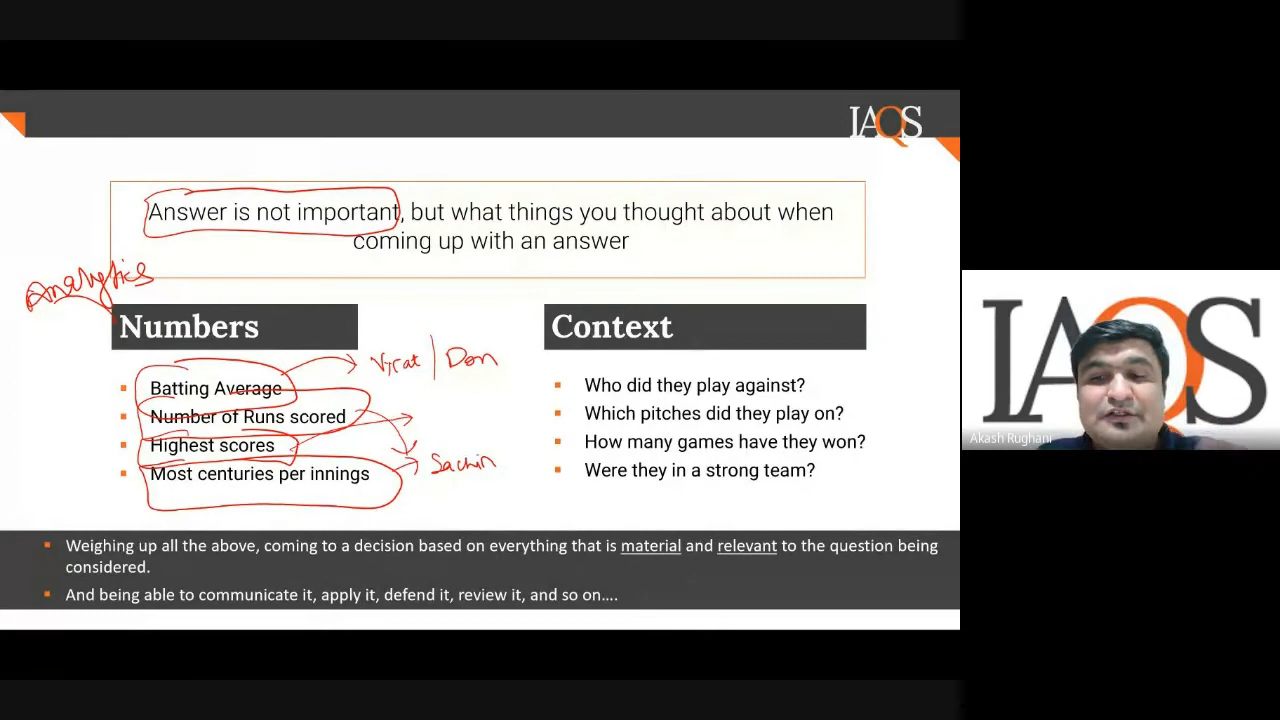 IAQS
Answer is not important, but what things you thought about when
coming up with an answer
Analytics
Numbers
Virat | Don
Batting Average
Number of Runs scored
Highest scores
Sachin
Most centuries per innings
Context
Who did they play against?
Which pitches did they play on?
How many games have they won?
Were they in a strong team?
Weighing up all the above, coming to a decision based on everything that is material and relevant to the question being
considered.
And being able to communicate it, apply it, defend it, review it, and so on....
IAQS
Akash Rughani